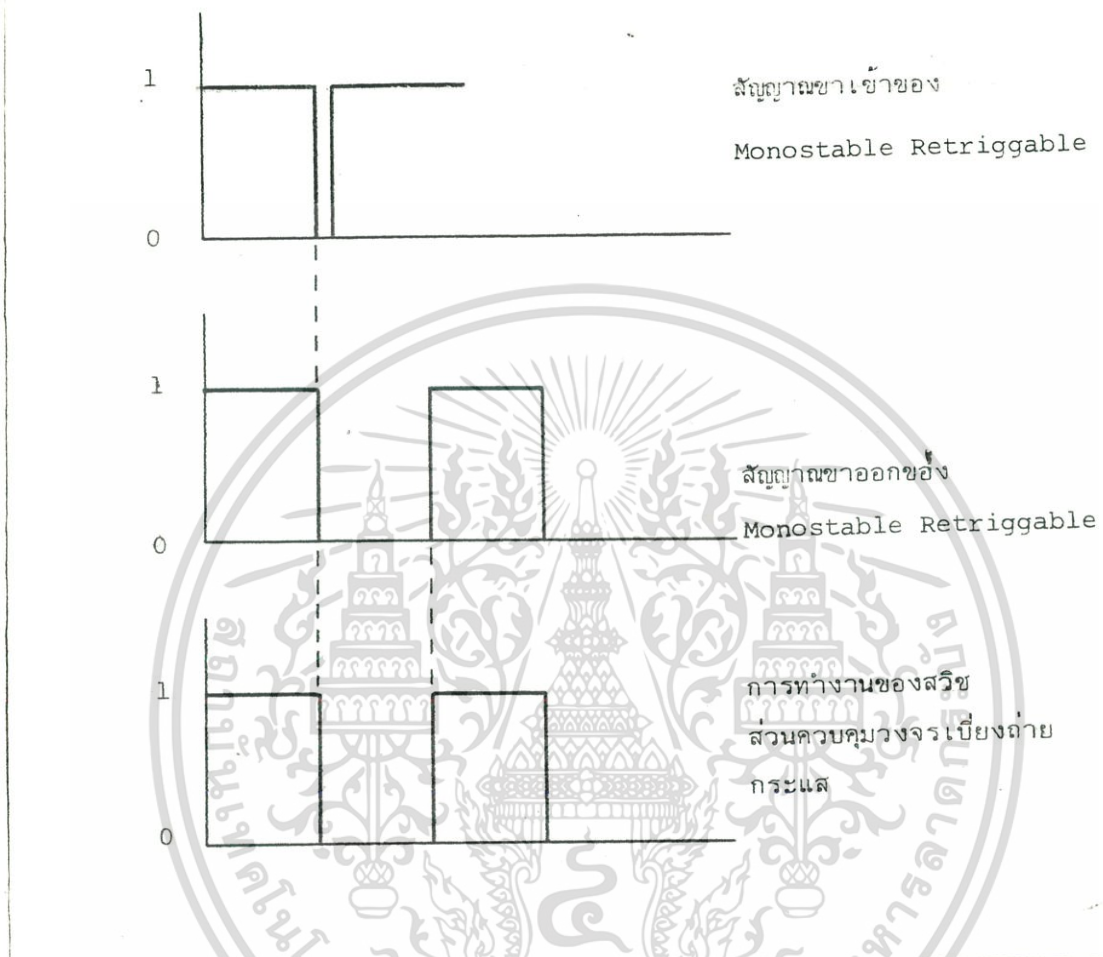 1
สัญญาณขาเข้าของ
Monostable Retriggable
0
1
สัญญาณขาออกของ
Monostable Retriggable
0
1
การทำงานของสวิช
ส่วนควบคุมวงจรเบี่ยงถ่าย
กระแส
0